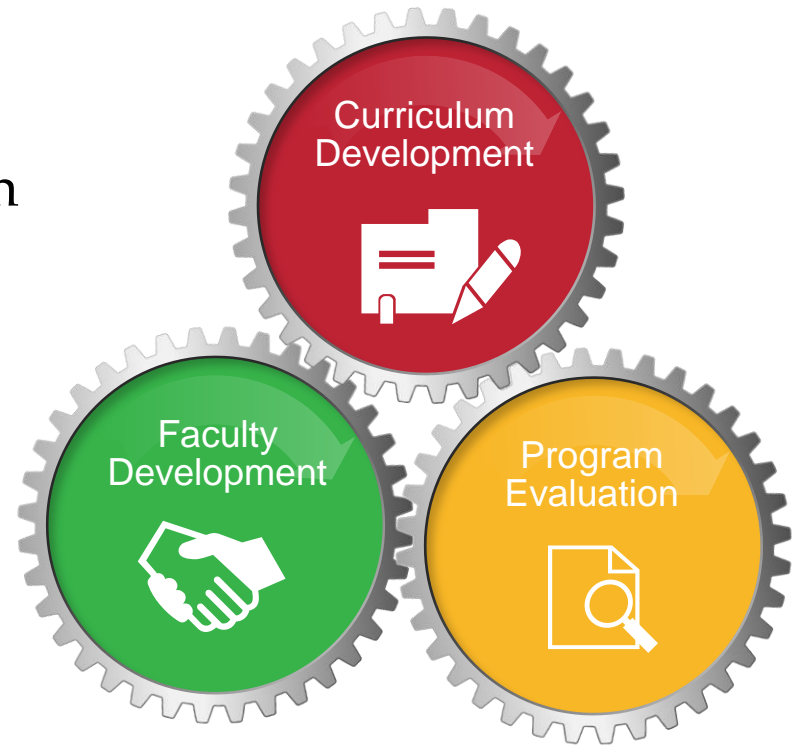 Curriculum
Development
Faculty
Development
Program
Evaluation